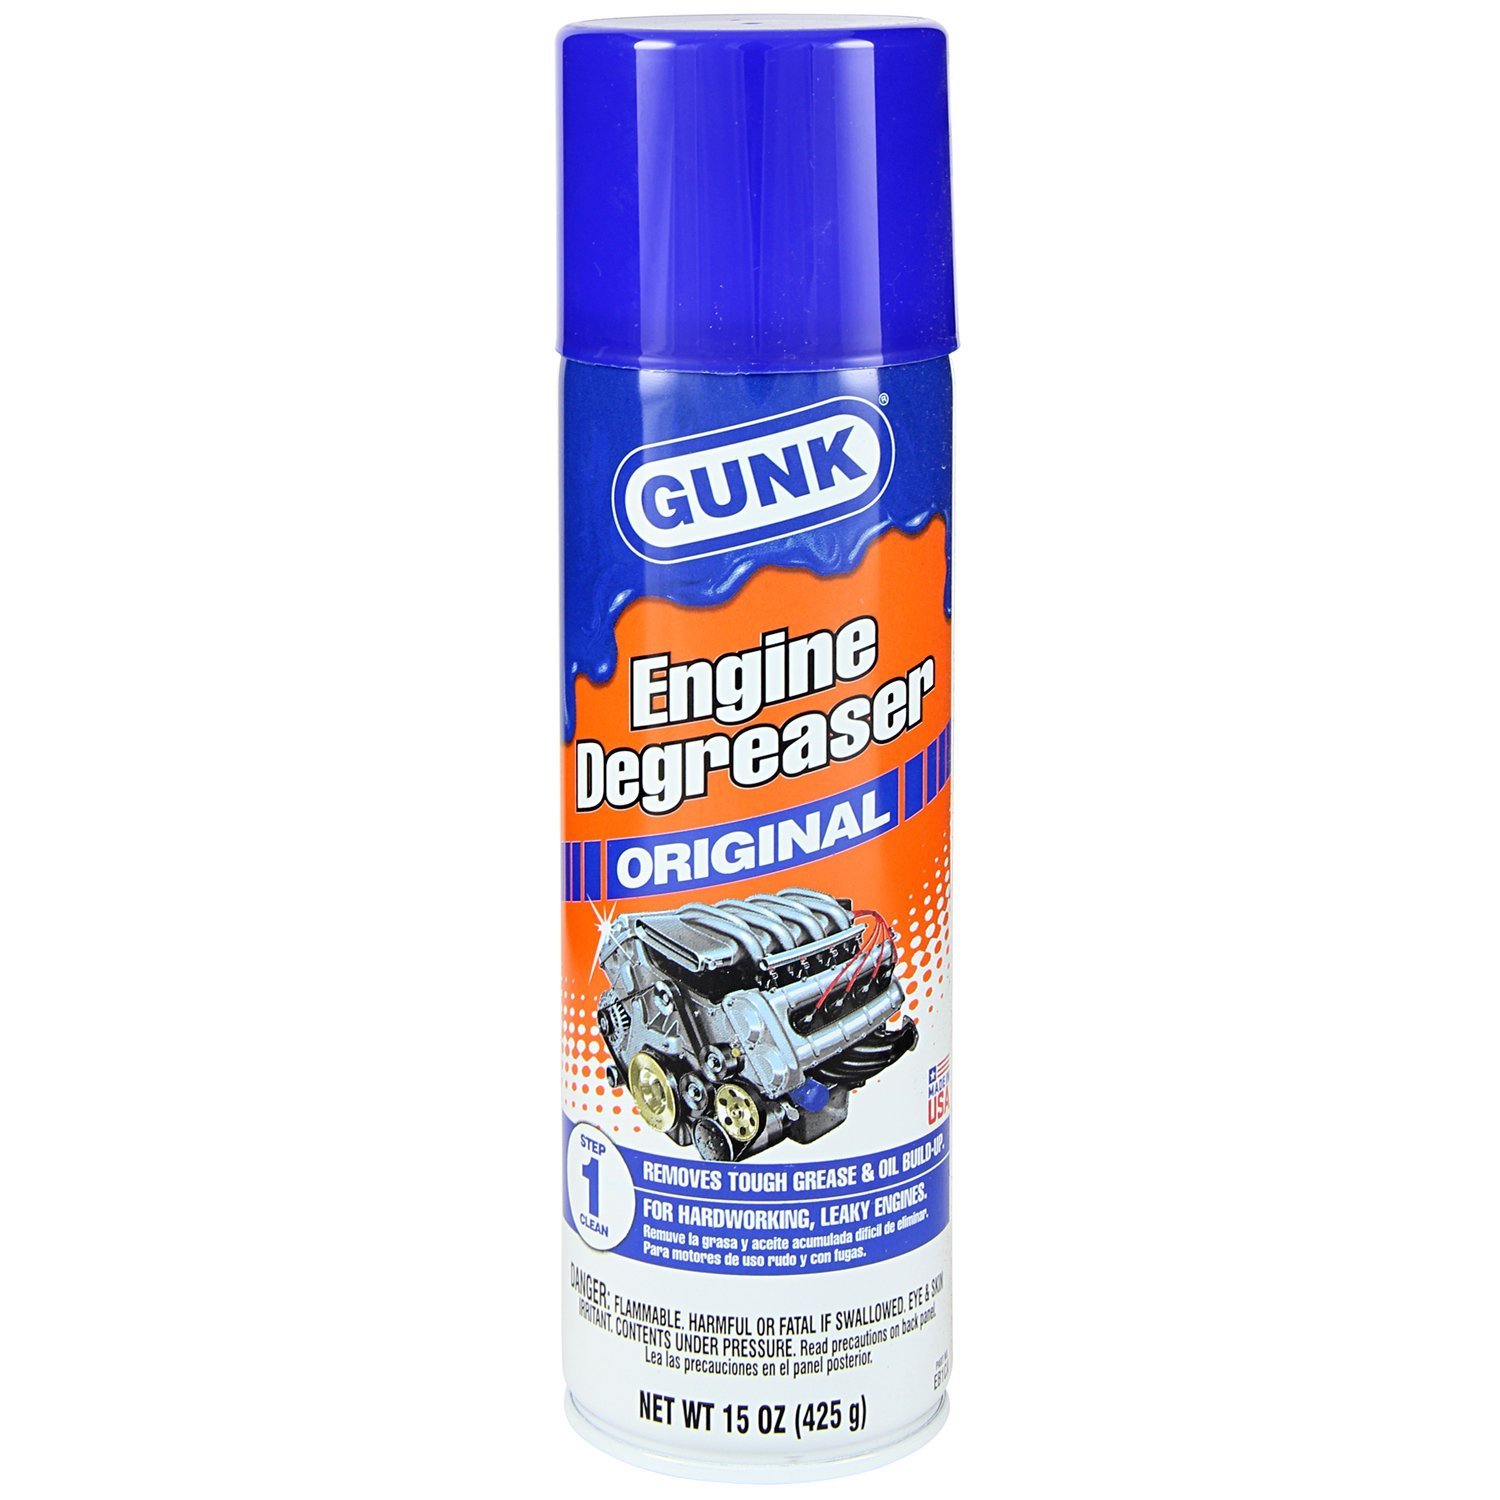 GUNK®
Engine
Degreaser
ORIGINAL
MADE IN
USA
STEP
1
CLEAN
REMOVES TOUGH GREASE & OIL BUILD-UP.
FOR HARDWORKING, LEAKY ENGINES.
Remuve la grasa y aceite acumulada dificil de eliminar.
Para motores de uso rudo y con fugas.
DANGER: FLAMMABLE. HARMFUL OR FATAL IF SWALLOWED. EYE & SKIN
IRRITANT. CONTENTS UNDER PRESSURE. Read precautions on back panel.
Lea las precauciones en el panel posterior.
NET WT 15 OZ (425 g)